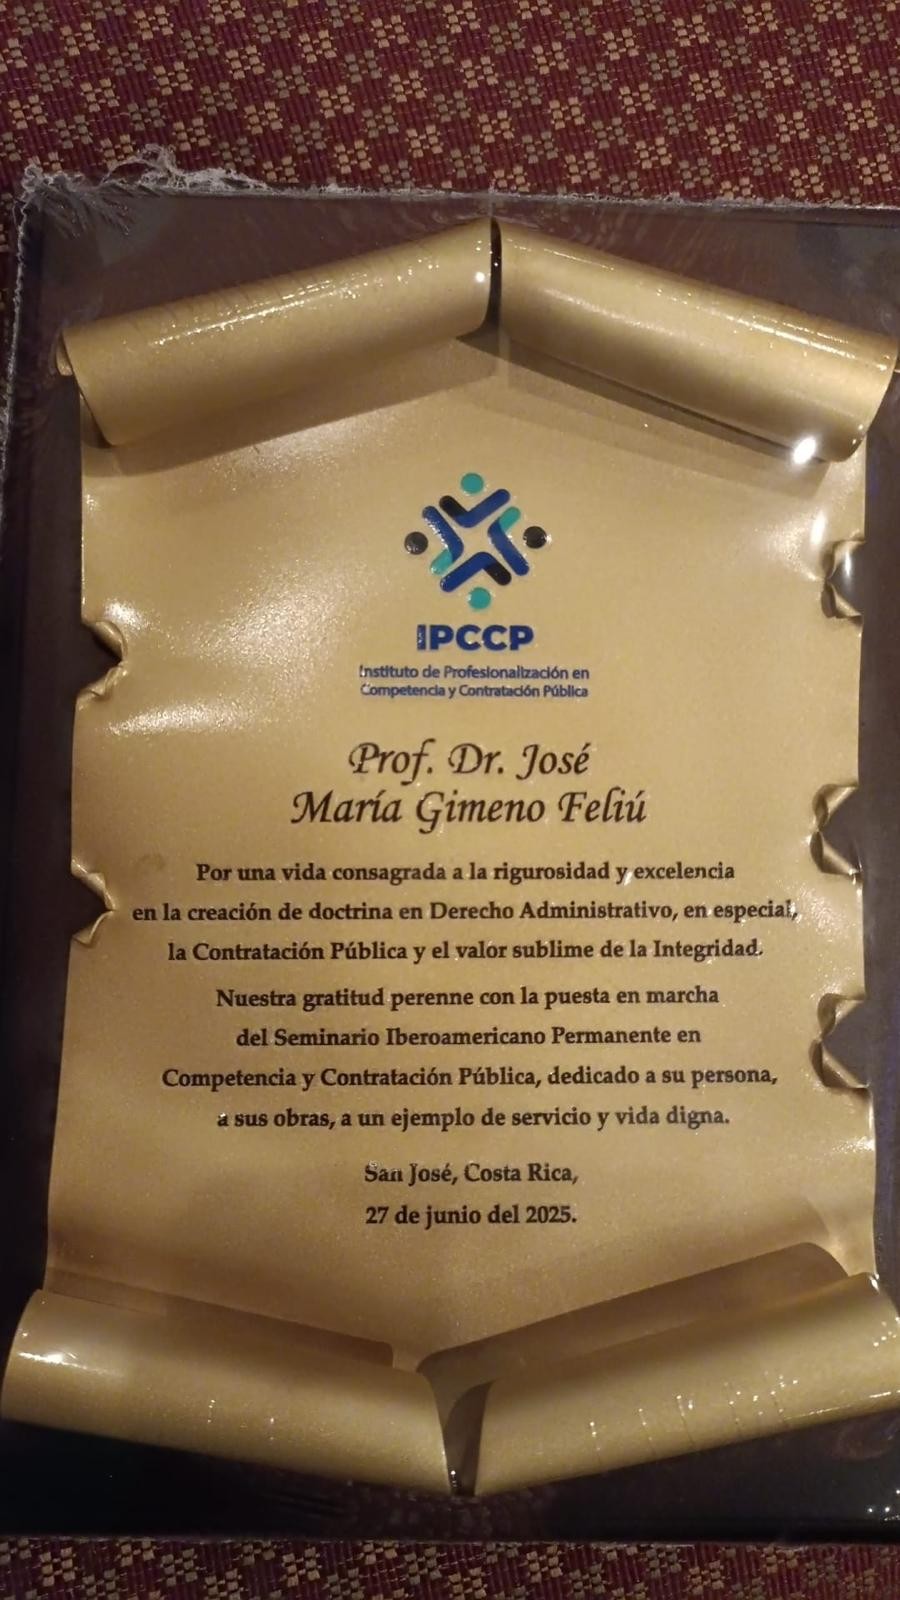 IPCCP
Instituto de Profesionalización en
Competencia y Contratación Pública
Prof. Dr. José
María Gimeno Feliú
Por una vida consagrada a la rigurosidad y excelencia
en la creación de doctrina en Derecho Administrativo, en especial,
la Contratación Pública y el valor sublime de la Integridad.
Nuestra gratitud perenne con la puesta en marcha
del Seminario Iberoamericano Permanente en
Competencia y Contratación Pública, dedicado a su persona,
a sus obras, a un ejemplo de servicio y vida digna.
San José, Costa Rica,
27 de junio del 2025.